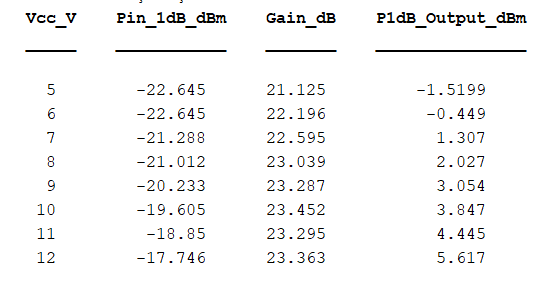 Vcc_V Pin_1dB_dBm Gain_dB P1dB_Output_dBm
5 -22.645 21.125 -1.5199
6 -22.645 22.196 -0.449
7 -21.288 22.595 1.307
8 -21.012 23.039 2.027
9 -20.233 23.287 3.054
10 -19.605 23.452 3.847
11 -18.85 23.295 4.445
12 -17.746 23.363 5.617